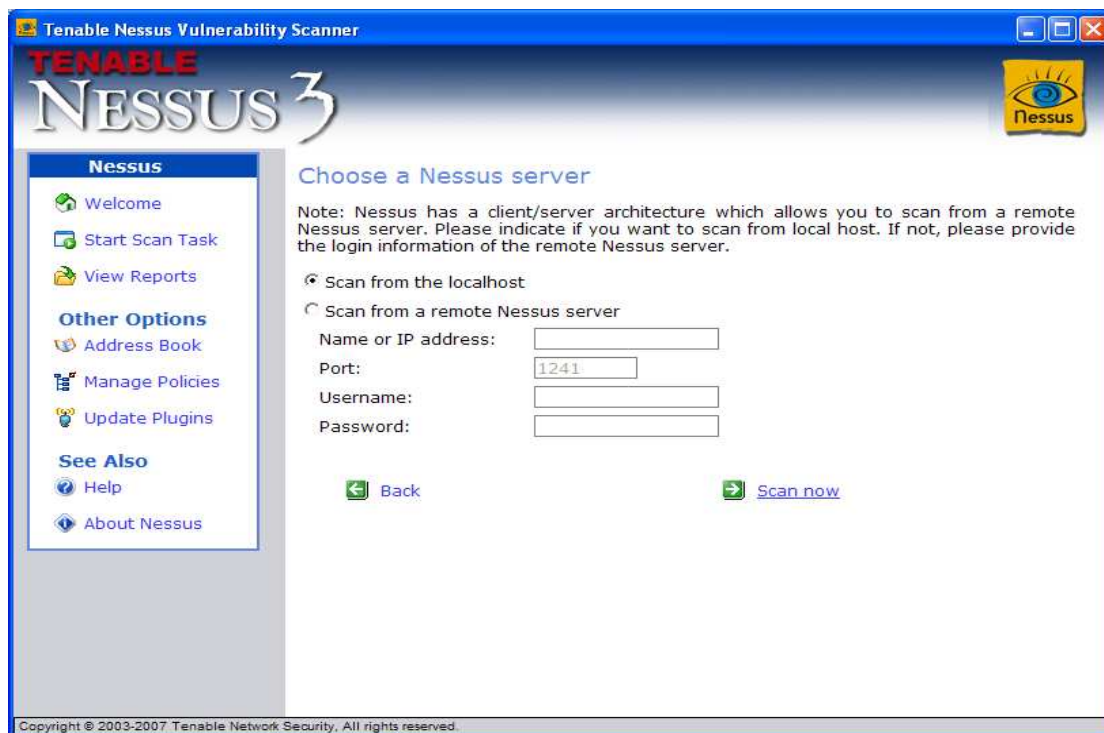 Tenable Nessus Vulnerability Scanner
TENABLE
NESSUS 3
Nessus
Nessus
Welcome
Start Scan Task
View Reports
Other Options
Address Book
Manage Policies
Update Plugins
See Also
Help
About Nessus
Choose a Nessus server
Note: Nessus has a client/server architecture which allows you to scan from a remote
Nessus server. Please indicate if you want to scan from local host. If not, please provide
the login information of the remote Nessus server.
Scan from the localhost
Scan from a remote Nessus server
Name or IP address:
Port: 1241
Username:
Password:
Back Scan now
Copyright © 2003-2007 Tenable Network Security, All rights reserved.